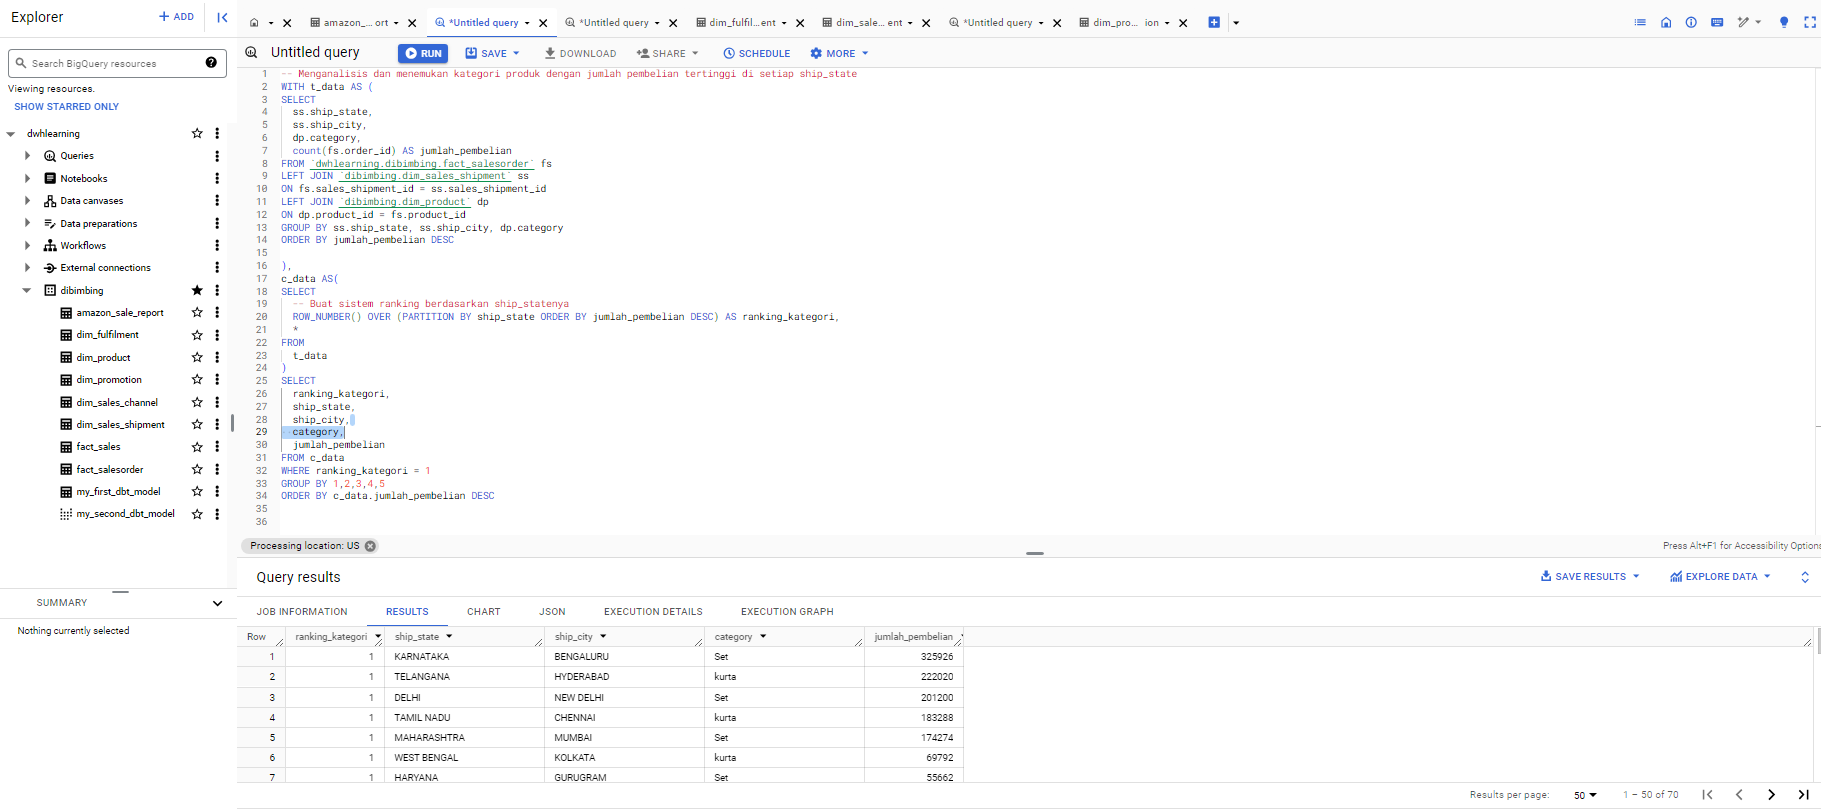 Explorer
+ ADD
amazon_...ort
*Untitled query
*Untitled query
dim_fulfil...ent
dim_sale... ent
*Untitled query
dim_pro... ion
Search BigQuery resources
Viewing resources.
SHOW STARRED ONLY
dwhlearning
Queries
Notebooks
Data canvases
Data preparations
Workflows
External connections
dibimbing
amazon_sale_report
dim_fulfilment
dim_product
dim_promotion
dim_sales_channel
dim_sales_shipment
fact_sales
fact_salesorder
my_first_dbt_model
my_second_dbt_model
SUMMARY
Nothing currently selected
Untitled query
RUN
SAVE
DOWNLOAD
SHARE
SCHEDULE
MORE
1 -- Menganalisis dan menemukan kategori produk dengan jumlah pembelian tertinggi di setiap ship_state
2 WITH t_data AS (
3 SELECT
4 ss.ship_state,
5 ss.ship_city,
6 dp.category,
7 count(fs.order_id) AS jumlah_pembelian
8 FROM `dwhlearning.dibimbing.fact_salesorder` fs
9 LEFT JOIN `dibimbing.dim_sales_shipment` ss
10 ON fs.sales_shipment_id = ss.sales_shipment_id
11 LEFT JOIN `dibimbing.dim_product` dp
12 ON dp.product_id = fs.product_id
13 GROUP BY ss.ship_state, ss.ship_city, dp.category
14 ORDER BY jumlah_pembelian DESC
15
16 ),
17 c_data AS(
18 SELECT
19 -- Buat sistem ranking berdasarkan ship_statenya
20 ROW_NUMBER() OVER (PARTITION BY ship_state ORDER BY jumlah_pembelian DESC) AS ranking_kategori,
21 *
22 FROM
23 t_data
24 )
25 SELECT
26 ranking_kategori,
27 ship_state,
28 ship_city,
29 category,
30 jumlah_pembelian
31 FROM c_data
32 WHERE ranking_kategori = 1
33 GROUP BY 1,2,3,4,5
34 ORDER BY c_data.jumlah_pembelian DESC
35
36
Processing location: US
Press Alt+F1 for Accessibility Options
Query results
SAVE RESULTS
EXPLORE DATA
JOB INFORMATION
RESULTS
CHART
JSON
EXECUTION DETAILS
EXECUTION GRAPH
Row ranking_kategori ship_state ship_city category jumlah_pembelian
1 1 KARNATAKA BENGALURU Set 325926
2 1 TELANGANA HYDERABAD kurta 222020
3 1 DELHI NEW DELHI Set 201200
4 1 TAMIL NADU CHENNAI kurta 183288
5 1 MAHARASHTRA MUMBAI Set 174274
6 1 WEST BENGAL KOLKATA kurta 69792
7 1 HARYANA GURUGRAM Set 55662
Results per page: 50 1 – 50 of 70